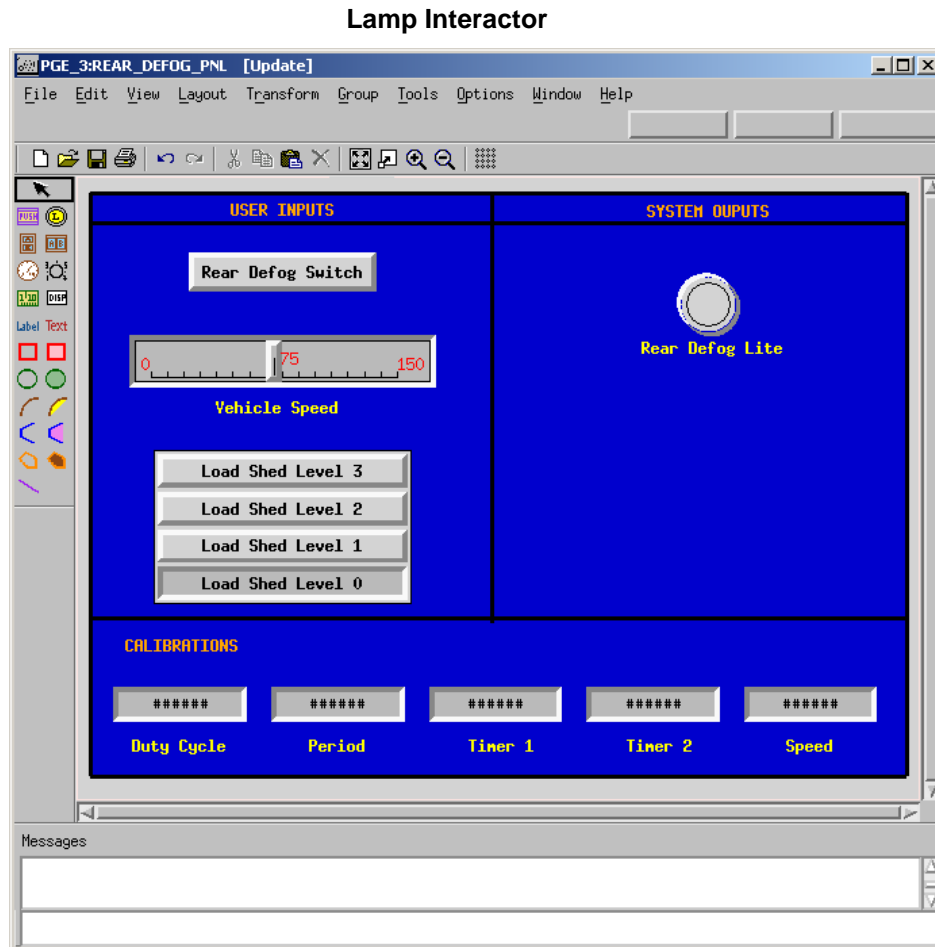 Lamp Interactor
PGE_3:REAR_DEFOG_PNL [Update]
File Edit View Layout Transform Group Tools Options Window Help
PUSH L
A B
1'10 DISP
Label Text
USER INPUTS
SYSTEM OUPUTS
Rear Defog Switch
0 75 150
Vehicle Speed
Rear Defog Lite
Load Shed Level 3
Load Shed Level 2
Load Shed Level 1
Load Shed Level 0
CALIBRATIONS
###### ###### ###### ###### ######
Duty Cycle Period Timer 1 Timer 2 Speed
Messages